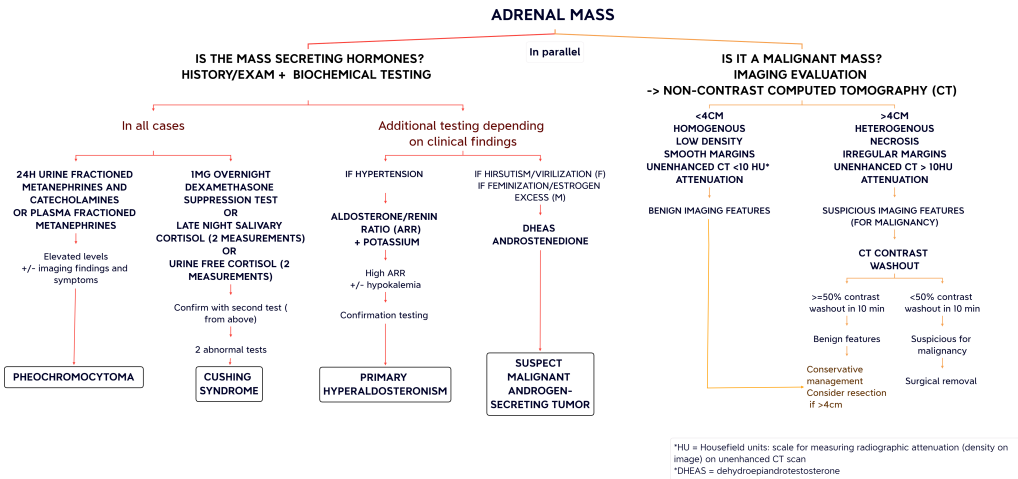 ADRENAL MASS
In parallel
IS THE MASS SECRETING HORMONES?
HISTORY/EXAM + BIOCHEMICAL TESTING
In all cases
24H URINE FRACTIONED
METANEPHRINES AND
CATECHOLAMINES
OR PLASMA FRACTIONED
METANEPHRINES
Elevated levels
+/- imaging findings and
symptoms
PHEOCHROMOCYTOMA
1MG OVERNIGHT
DEXAMETHASONE
SUPPRESSION TEST
OR
LATE NIGHT SALIVARY
CORTISOL (2 MEASUREMENTS)
OR
URINE FREE CORTISOL (2
MEASUREMENTS)
Confirm with second test (
from above)
2 abnormal tests
CUSHING
SYNDROME
Additional testing depending
on clinical findings
IF HYPERTENSION
ALDOSTERONE/RENIN
RATIO (ARR)
+ POTASSIUM
High ARR
+/- hypokalemia
Confirmation testing
PRIMARY
HYPERALDOSTERONISM
IF HIRSUTISM/VIRILIZATION (F)
IF FEMINIZATION/ESTROGEN
EXCESS (M)
DHEAS
ANDROSTENEDIONE
SUSPECT
MALIGNANT
ANDROGEN-
SECRETING TUMOR
IS IT A MALIGNANT MASS?
IMAGING EVALUATION
-> NON-CONTRAST COMPUTED TOMOGRAPHY (CT)
<4CM
HOMOGENOUS
LOW DENSITY
SMOOTH MARGINS
UNENHANCED CT <10 HU*
ATTENUATION
BENIGN IMAGING FEATURES
>4CM
HETEROGENOUS
NECROSIS
IRREGULAR MARGINS
UNENHANCED CT > 10HU
ATTENUATION
SUSPICIOUS IMAGING FEATURES
(FOR MALIGNANCY)
CT CONTRAST
WASHOUT
>=50% contrast
washout in 10 min
Benign features
Conservative
management
Consider resection
if >4cm
<50% contrast
washout in 10 min
Suspicious for
malignancy
Surgical removal
*HU = Housefield units: scale for measuring radiographic attenuation (density on
image) on unenhanced CT scan
*DHEAS = dehydroepiandrotestosterone